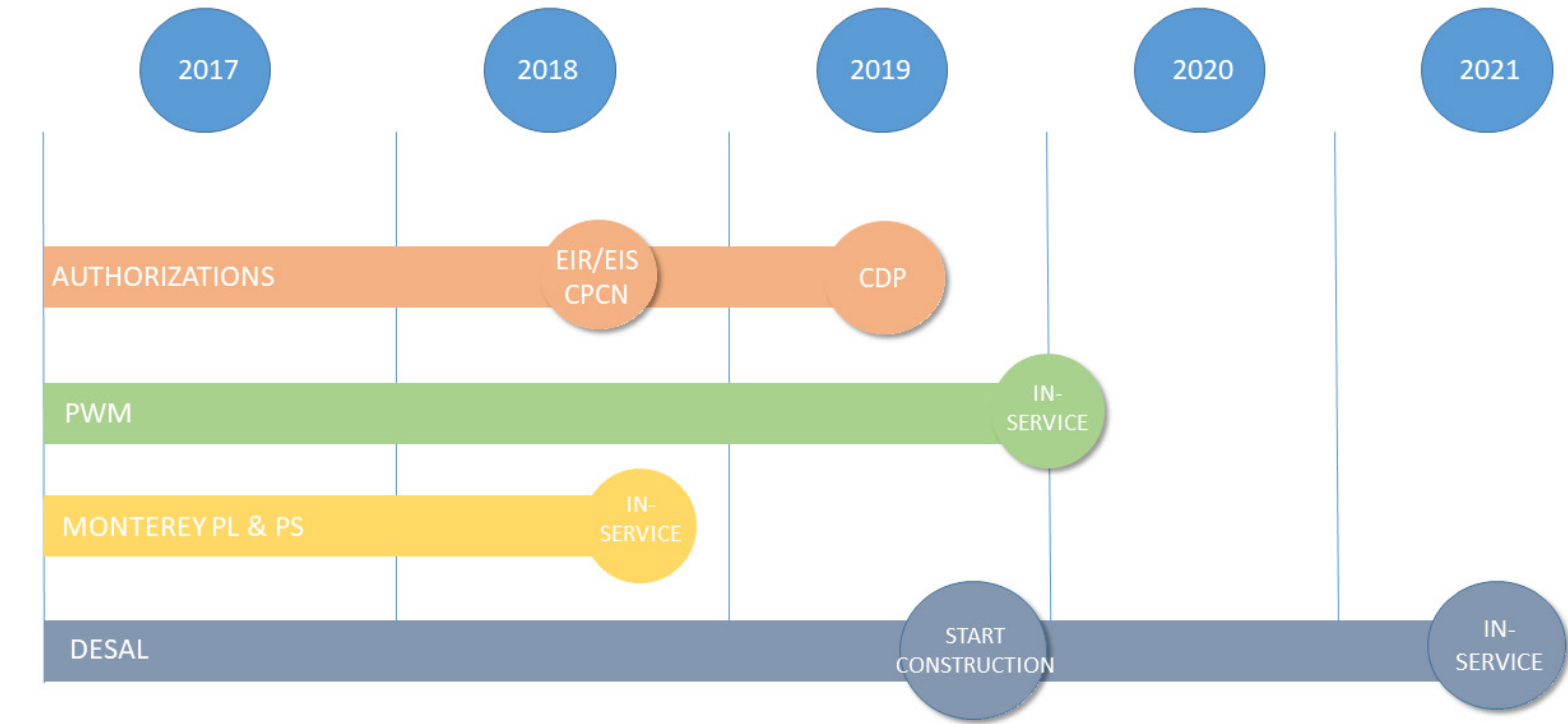 2017
2018
2019
2020
2021
AUTHORIZATIONS
EIR/EIS
CPCN
CDP
PWM
IN-
SERVICE
MONTEREY PL & PS
IN-
SERVICE
DESAL
START
CONSTRUCTION
IN-
SERVICE